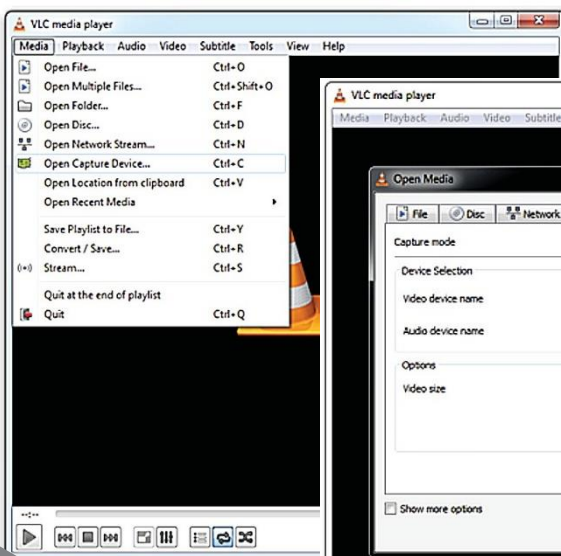 VLC media player
Media Playback Audio Video Subtitle Tools View Help
Open File... Ctrl+O
Open Multiple Files... Ctrl+Shift+O
Open Folder... Ctrl+F
Open Disc... Ctrl+D
Open Network Stream... Ctrl+N
Open Capture Device... Ctrl+C
Open Location from clipboard Ctrl+V
Open Recent Media
Save Playlist to File... Ctrl+Y
Convert / Save... Ctrl+R
Stream... Ctrl+S
Quit at the end of playlist
Quit Ctrl+Q
--:--
VLC media player
Media Playback Audio Video Subtitle
Open Media
File Disc Network
Capture mode
Device Selection
Video device name
Audio device name
Options
Video size
Show more options